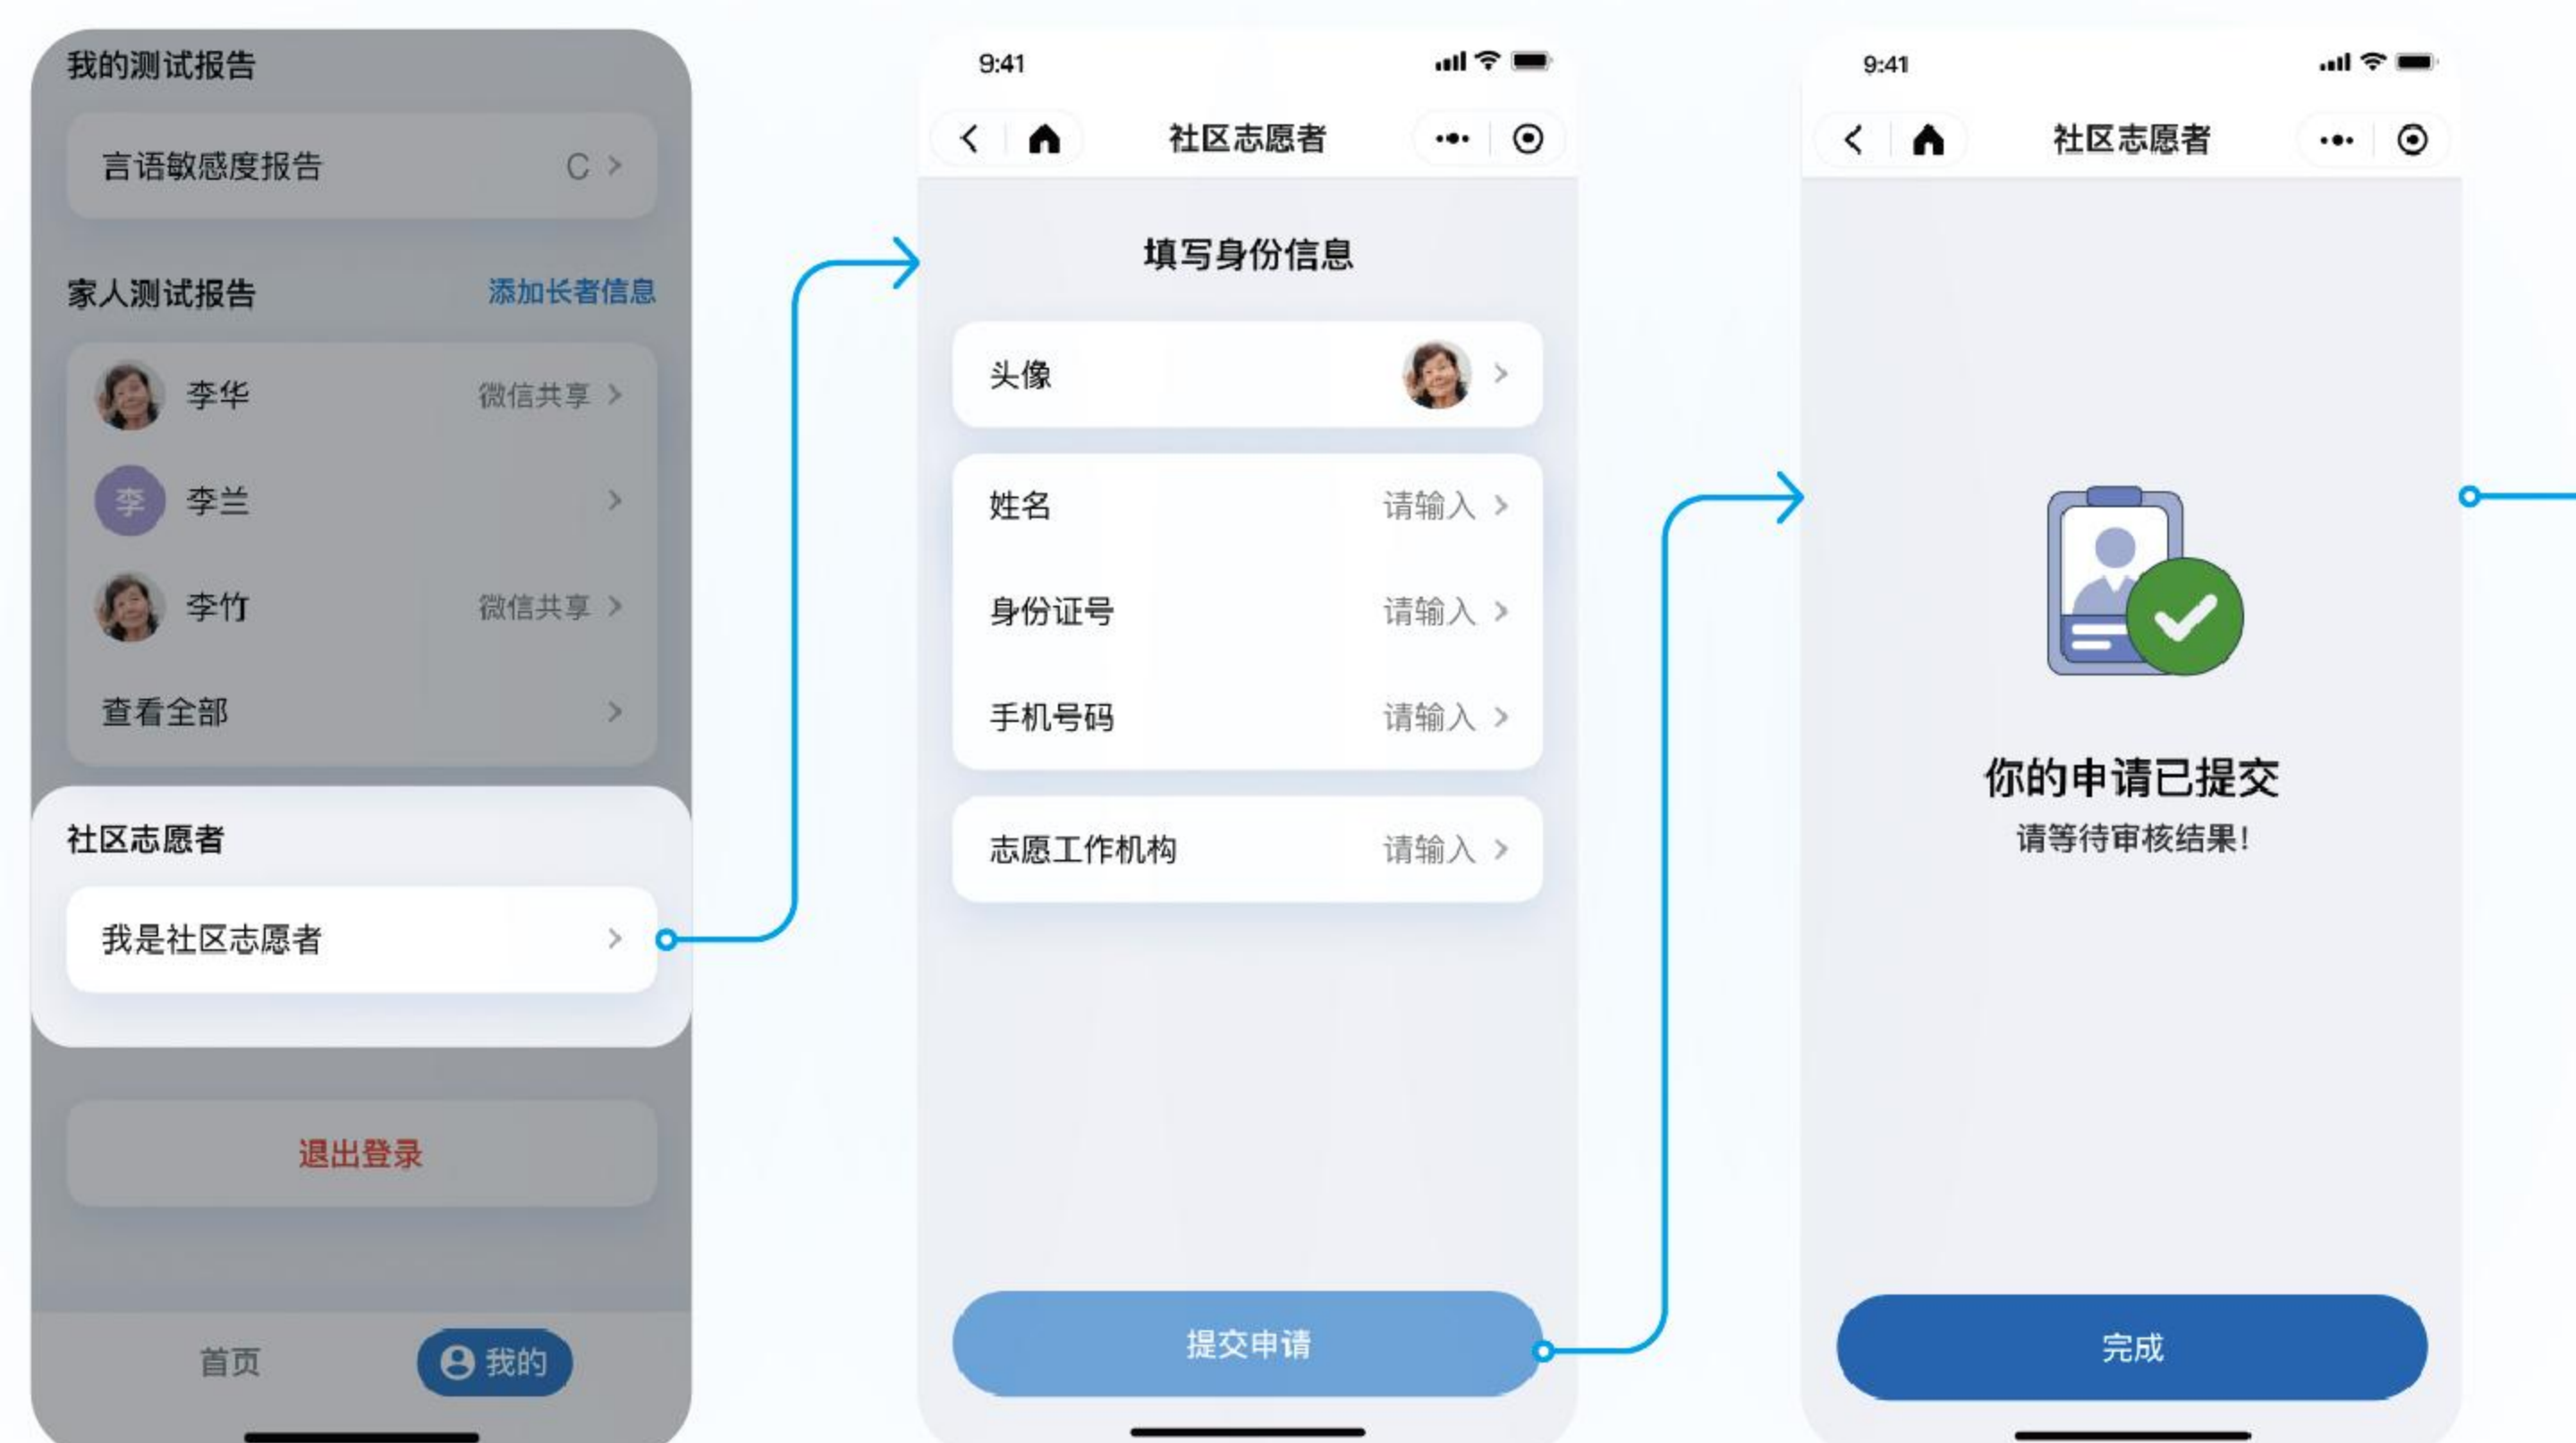 我的测试报告
言语敏感度报告 C
家人测试报告 添加长者信息
李华 微信共享
李 李兰
李竹 微信共享
查看全部
社区志愿者
我是社区志愿者
退出登录
首页 我的
9:41
社区志愿者
填写身份信息
头像
姓名 请输入
身份证号 请输入
手机号码 请输入
志愿工作机构 请输入
提交申请
9:41
社区志愿者
你的申请已提交
请等待审核结果!
完成